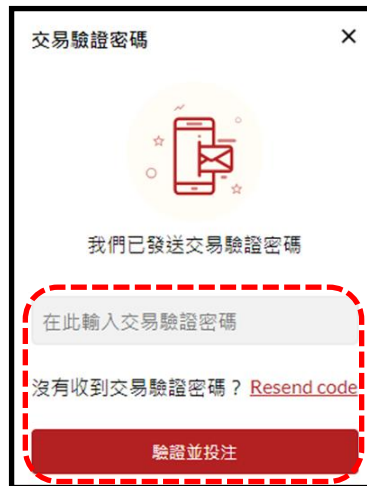 交易驗證密碼 ×
我們已發送交易驗證密碼
在此輸入交易驗證密碼
沒有收到交易驗證密碼？ Resend code
驗證並投注